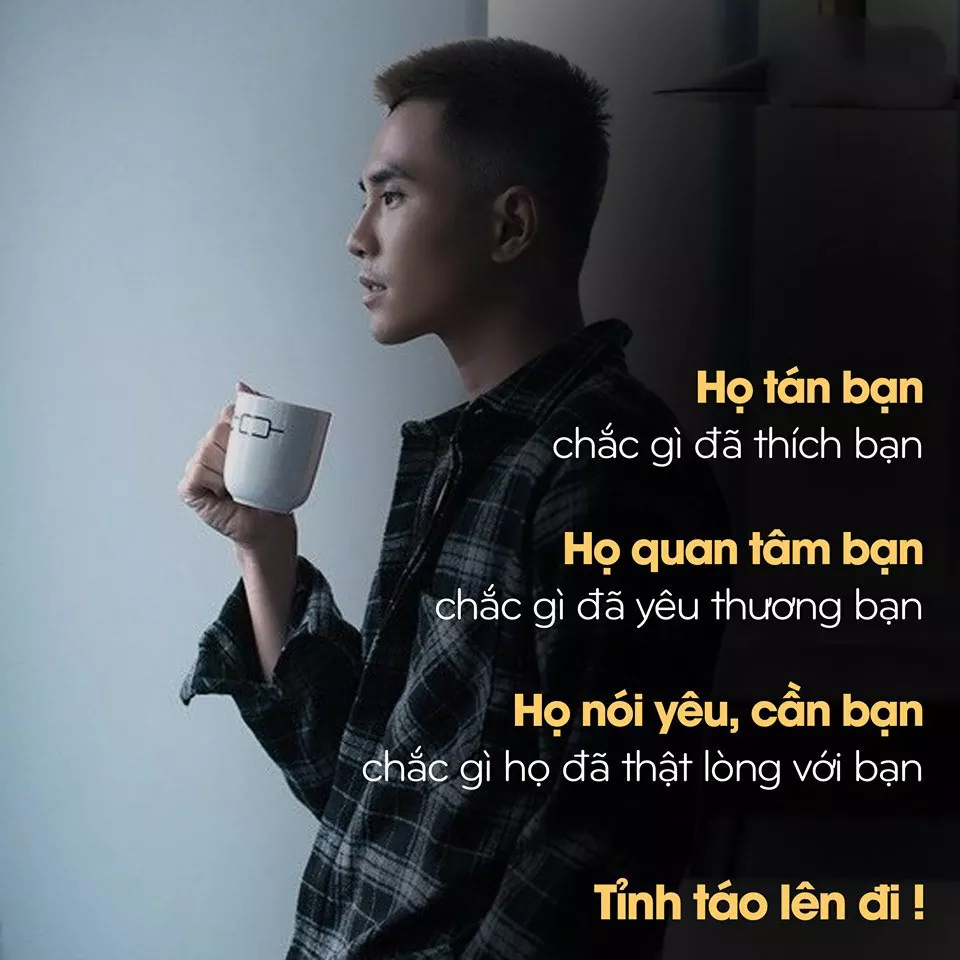 Họ tán bạn
chắc gì đã thích bạn
Họ quan tâm bạn
chắc gì đã yêu thương bạn
Họ nói yêu, cần bạn
chắc gì họ đã thật lòng với bạn
Tỉnh táo lên đi !